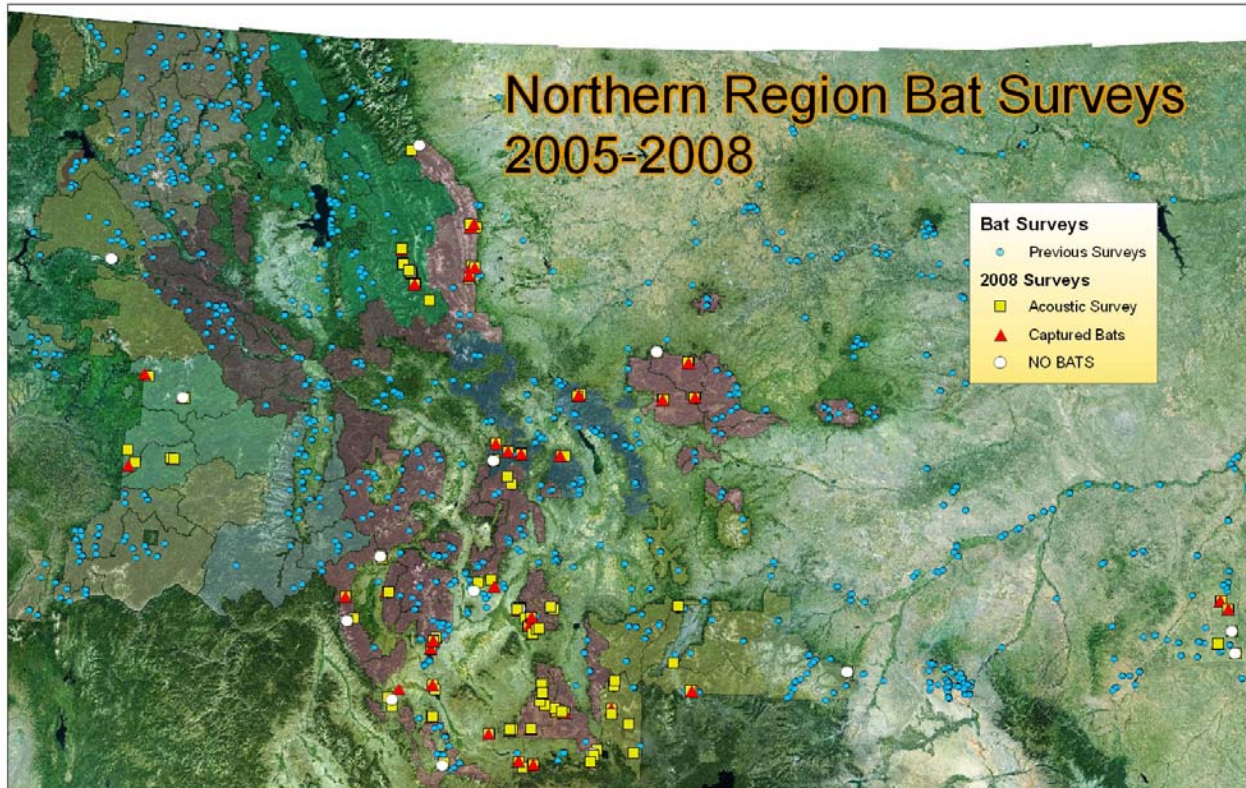 Northern Region Bat Surveys
2005-2008
Bat Surveys
Previous Surveys
2008 Surveys
Acoustic Survey
Captured Bats
NO BATS